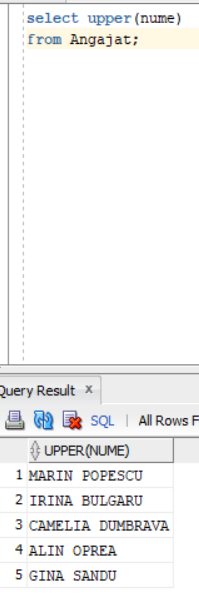 select upper(nume)
from Angajat;
Query Result x
SQL | All Rows F
UPPER(NUME)
1 MARIN POPESCU
2 IRINA BULGARU
3 CAMELIA DUMBRAVA
4 ALIN OPREA
5 GINA SANDU